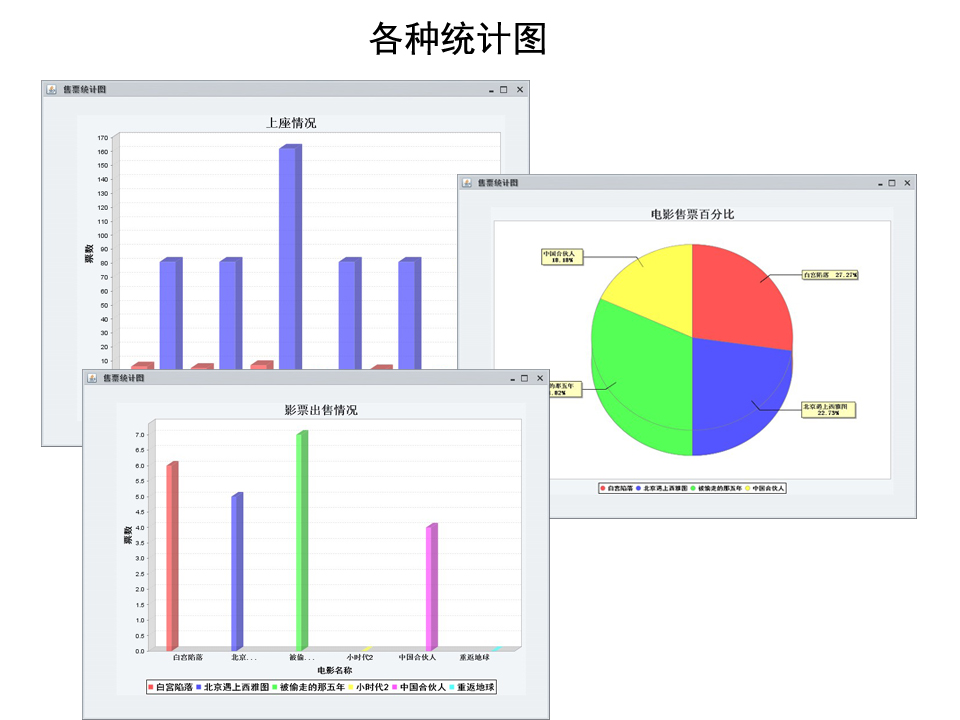 各种统计图
售票统计图
上座情况
170
160
150
140
130
120
110
100
90
80
70
60
50
40
30
20
10
票数
售票统计图
电影售票百分比
中国合伙人
18.18%
白宫陷落 27.27%
的那五年
.82%
北京遇上西雅图
22.73%
白宫陷落 北京遇上西雅图 被偷走的那五年 中国合伙人
售票统计图
影票出售情况
7.0
6.5
6.0
5.5
5.0
4.5
4.0
3.5
3.0
2.5
2.0
1.5
1.0
0.5
0.0
票数
白宫陷落 北京... 被偷... 小时代2 中国合伙人 重返地球
电影名称
白宫陷落 北京遇上西雅图 被偷走的那五年 小时代2 中国合伙人 重返地球